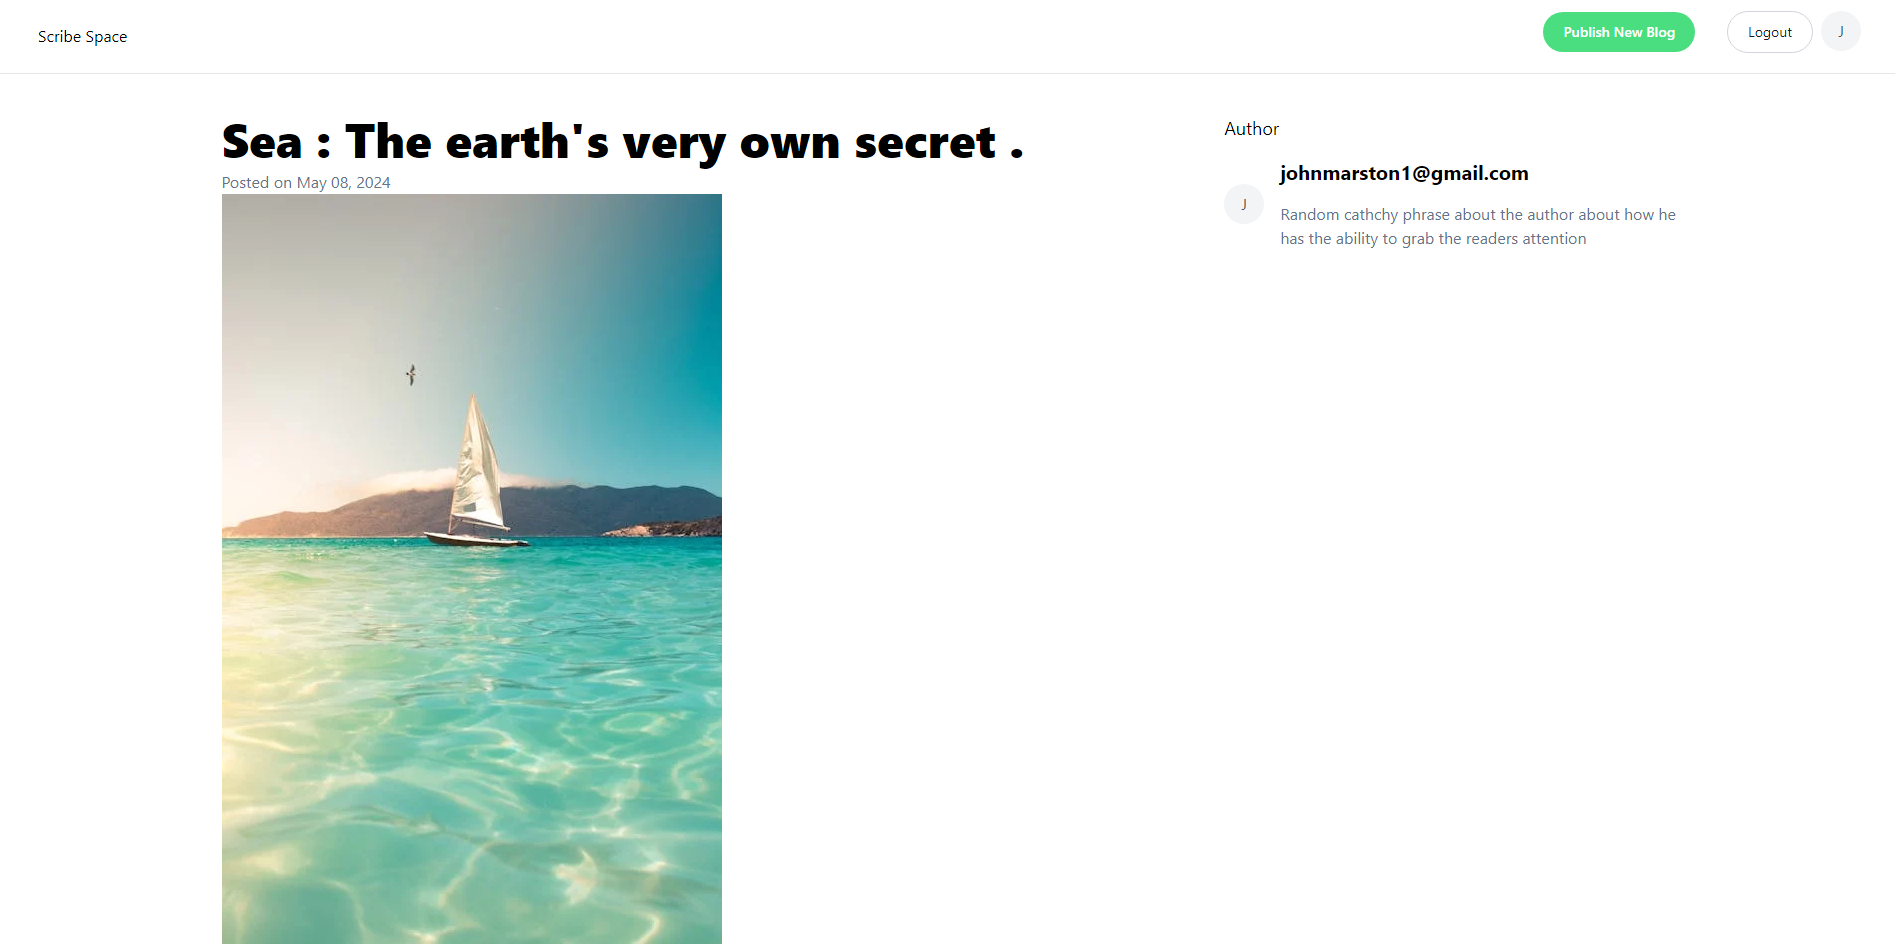 Scribe Space
Publish New Blog
Logout
J
Sea : The earth's very own secret .
Posted on May 08, 2024
Author
johnmarston1@gmail.com
J
Random cathchy phrase about the author about how he
has the ability to grab the readers attention